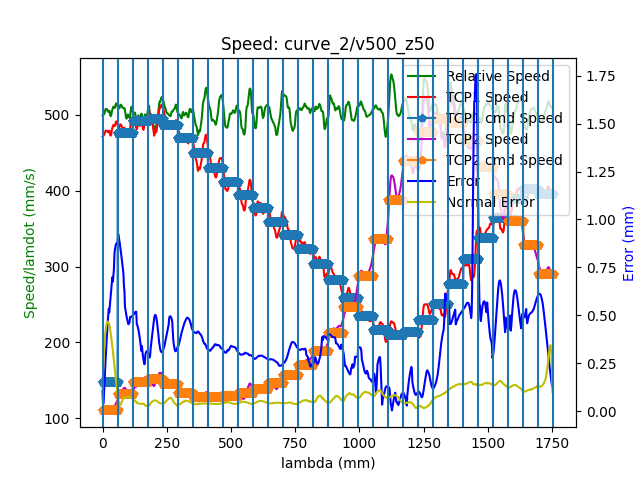 Speed: curve_2/v500_z50
Relative Speed
TCP1 Speed
TCP1 cmd Speed
TCP2 Speed
TCP2 cmd Speed
Error
Normal Error
Speed/lamdot (mm/s)
500
400
300
200
100
1.75
1.50
1.25
1.00
0.75
0.50
0.25
0.00
Error (mm)
0 250 500 750 1000 1250 1500 1750
lambda (mm)